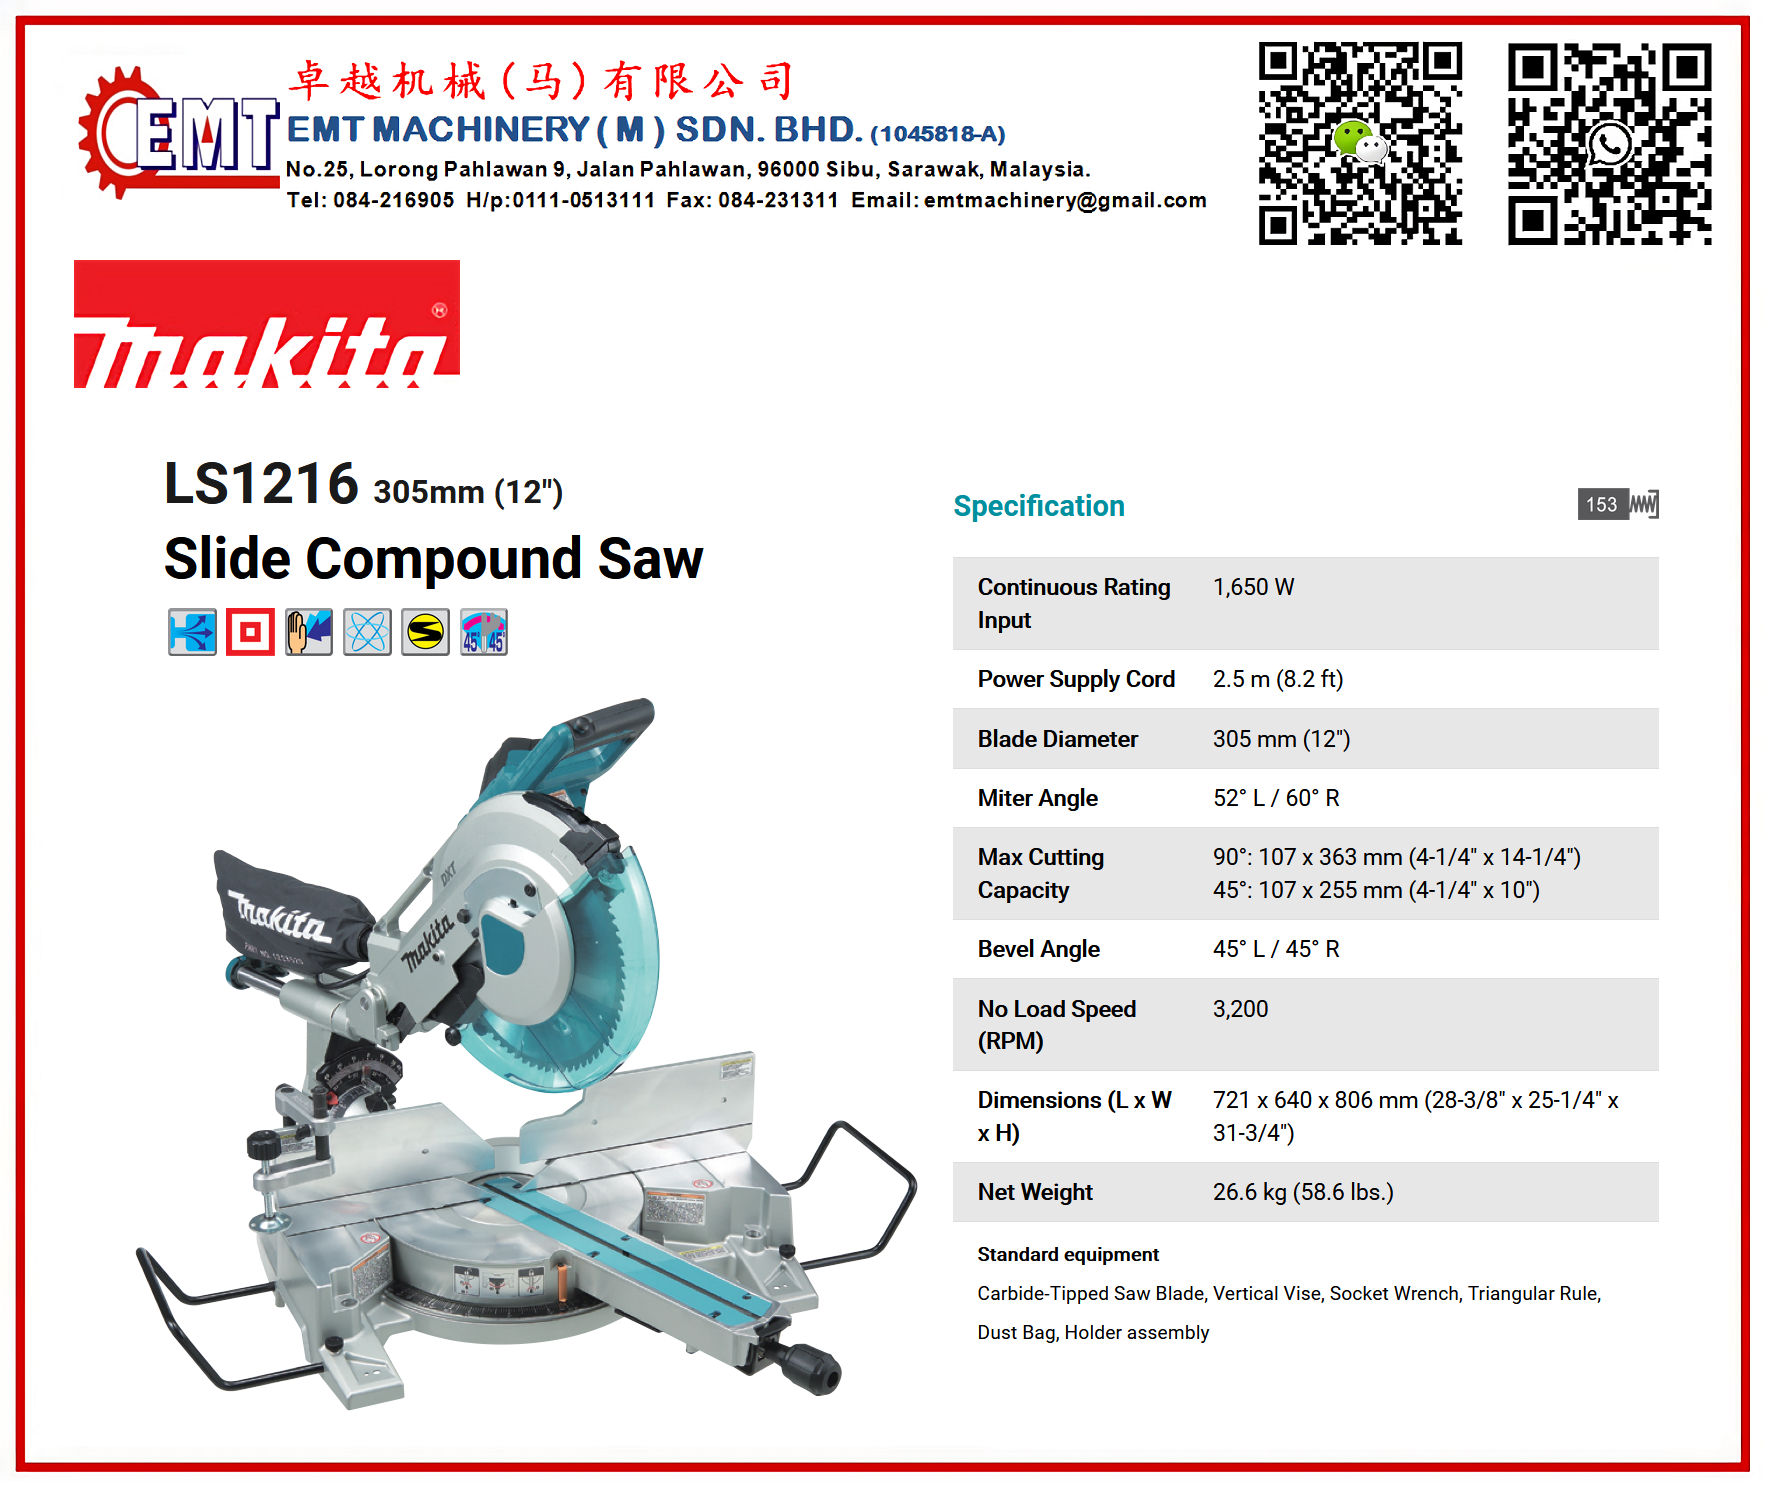 卓越机械(马)有限公司
EMT
EMT MACHINERY ( M ) SDN. BHD. (1045818-A)
No.25, Lorong Pahlawan 9, Jalan Pahlawan, 96000 Sibu, Sarawak, Malaysia.
Tel: 084-216905 H/p:0111-0513111 Fax: 084-231311 Email: emtmachinery@gmail.com
makita
LS1216 305mm (12")
Slide Compound Saw
45° 45°
Specification
153
Continuous Rating Input 1,650 W
Power Supply Cord 2.5 m (8.2 ft)
Blade Diameter 305 mm (12")
Miter Angle 52° L / 60° R
Max Cutting Capacity 90°: 107 x 363 mm (4-1/4" x 14-1/4")
45°: 107 x 255 mm (4-1/4" x 10")
Bevel Angle 45° L / 45° R
No Load Speed (RPM) 3,200
Dimensions (L x W x H) 721 x 640 x 806 mm (28-3/8" x 25-1/4" x 31-3/4")
Net Weight 26.6 kg (58.6 lbs.)
Standard equipment
Carbide-Tipped Saw Blade, Vertical Vise, Socket Wrench, Triangular Rule,
Dust Bag, Holder assembly
DXT
makita
makita